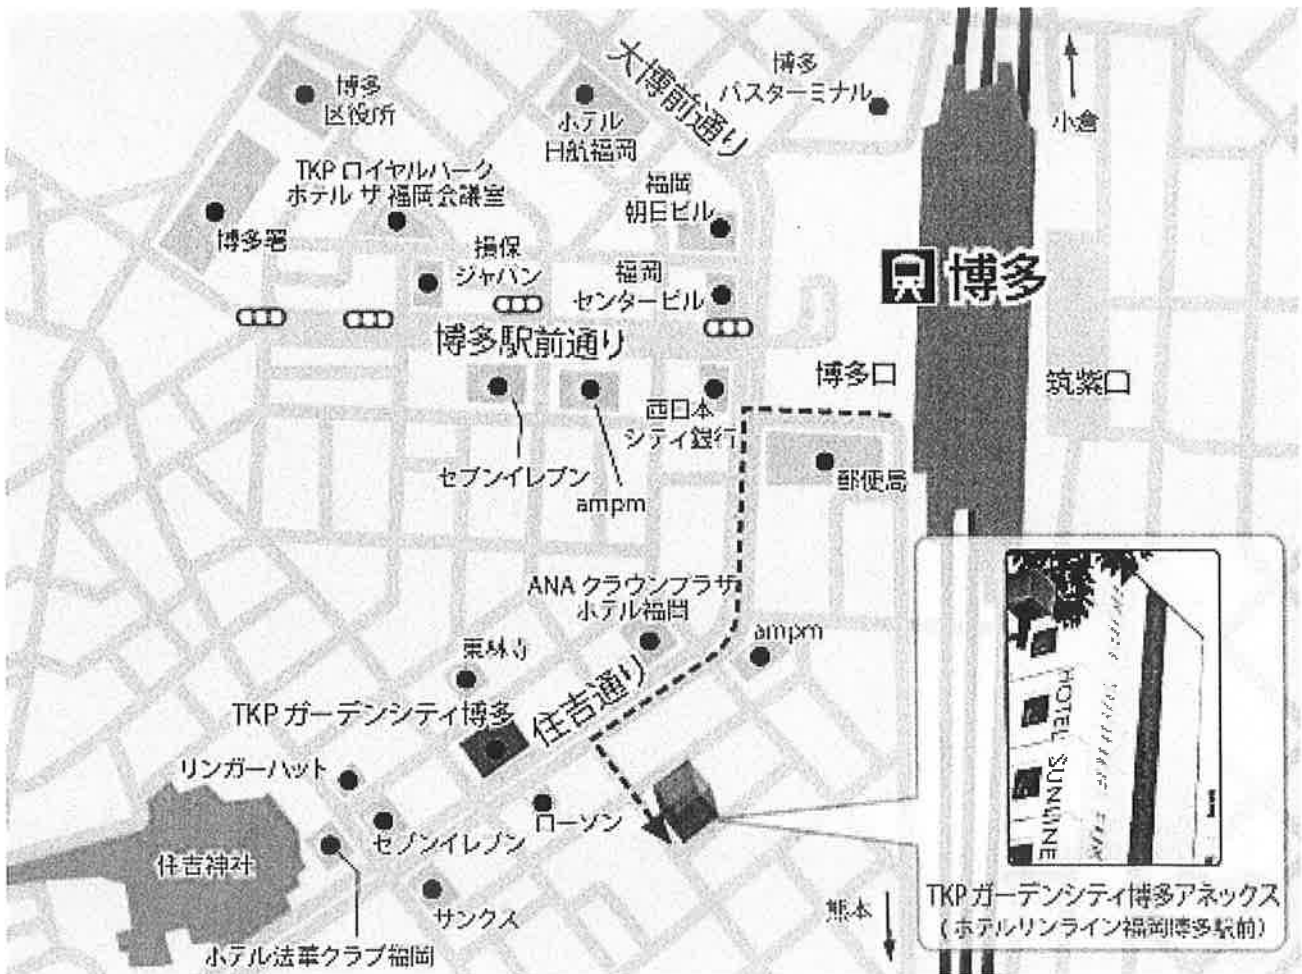 博多
区役所
ホテル
日航福岡
大博前通り
博多
バスターミナル
小倉
TKP ロイヤルパーク
ホテル ザ 福岡会議室
博多署
福岡
朝日ビル
損保
ジャパン
福岡
センタービル
博多
博多駅前通り
博多口
筑紫口
西日本
シティ銀行
セブンイレブン
ampm
郵便局
ANA クラウンプラザ
ホテル福岡
ampm
東林寺
住吉通り
TKP ガーデンシティ博多
リンガーハット
セブンイレブン
ローソン
住吉神社
サンクス
ホテル法華クラブ福岡
熊本
HOTEL SUNLINE
TKP ガーデンシティ博多アネックス
(ホテルサンライン福岡博多駅前)